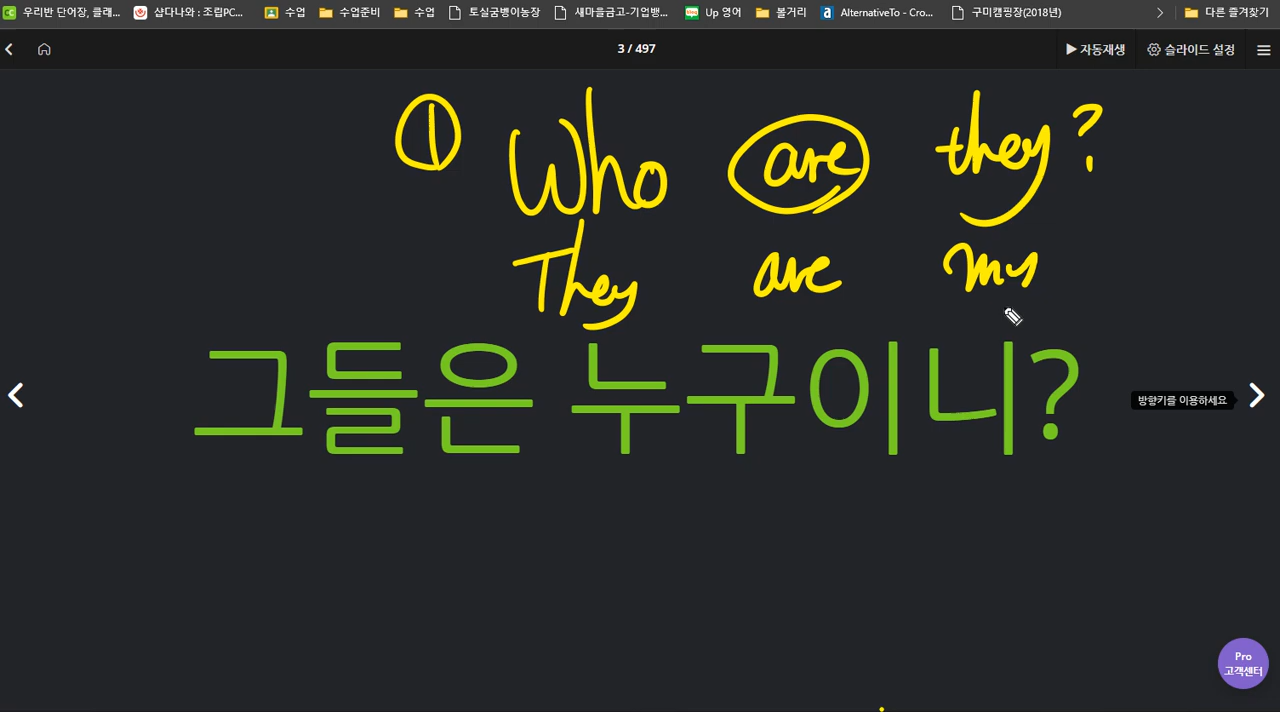 우리반 단어장, 클래... 샵다나와 : 조립PC... 수업 수업준비 수업 토실굼벵이농장 새마을금고-기업뱅... Up 영어 볼거리 AlternativeTo - Cro... 구미캠핑장(2018년) 다른 즐겨찾기
3 / 497 자동재생 슬라이드 설정
① Who are they?
They are my
그들은 누구이니?
방향키를 이용하세요
Pro
고객센터